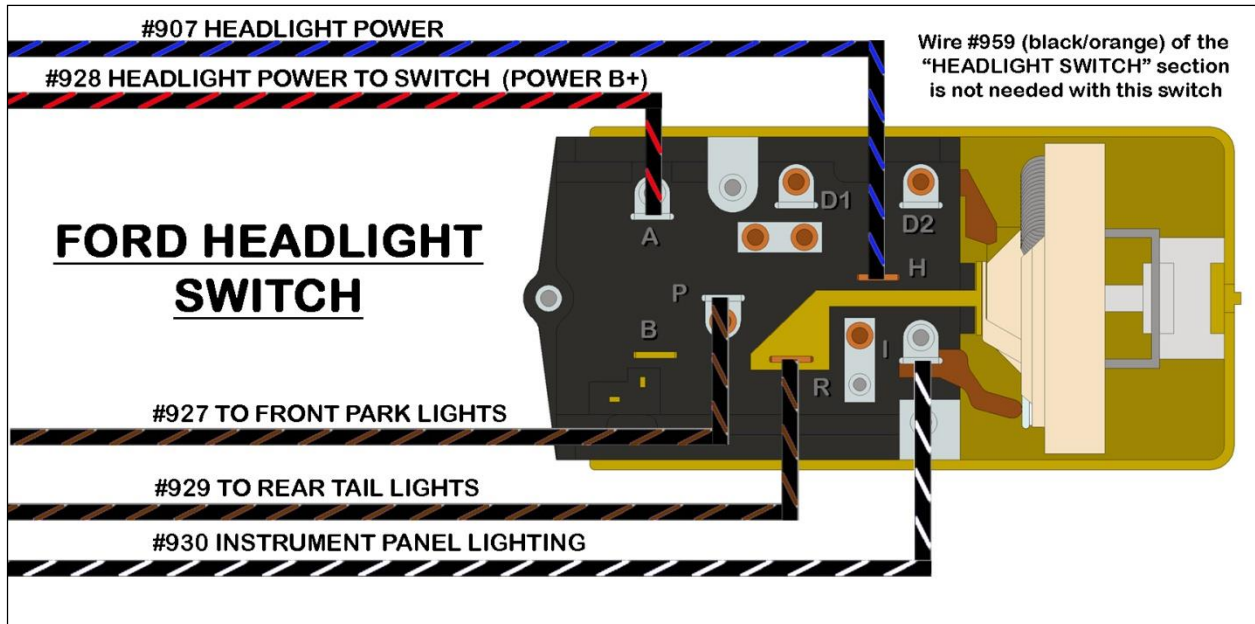 #907 HEADLIGHT POWER
#928 HEADLIGHT POWER TO SWITCH (POWER B+)
Wire #959 (black/orange) of the
“HEADLIGHT SWITCH” section
is not needed with this switch
FORD HEADLIGHT
SWITCH
A
D1
D2
H
P
B
I
R
#927 TO FRONT PARK LIGHTS
#929 TO REAR TAIL LIGHTS
#930 INSTRUMENT PANEL LIGHTING